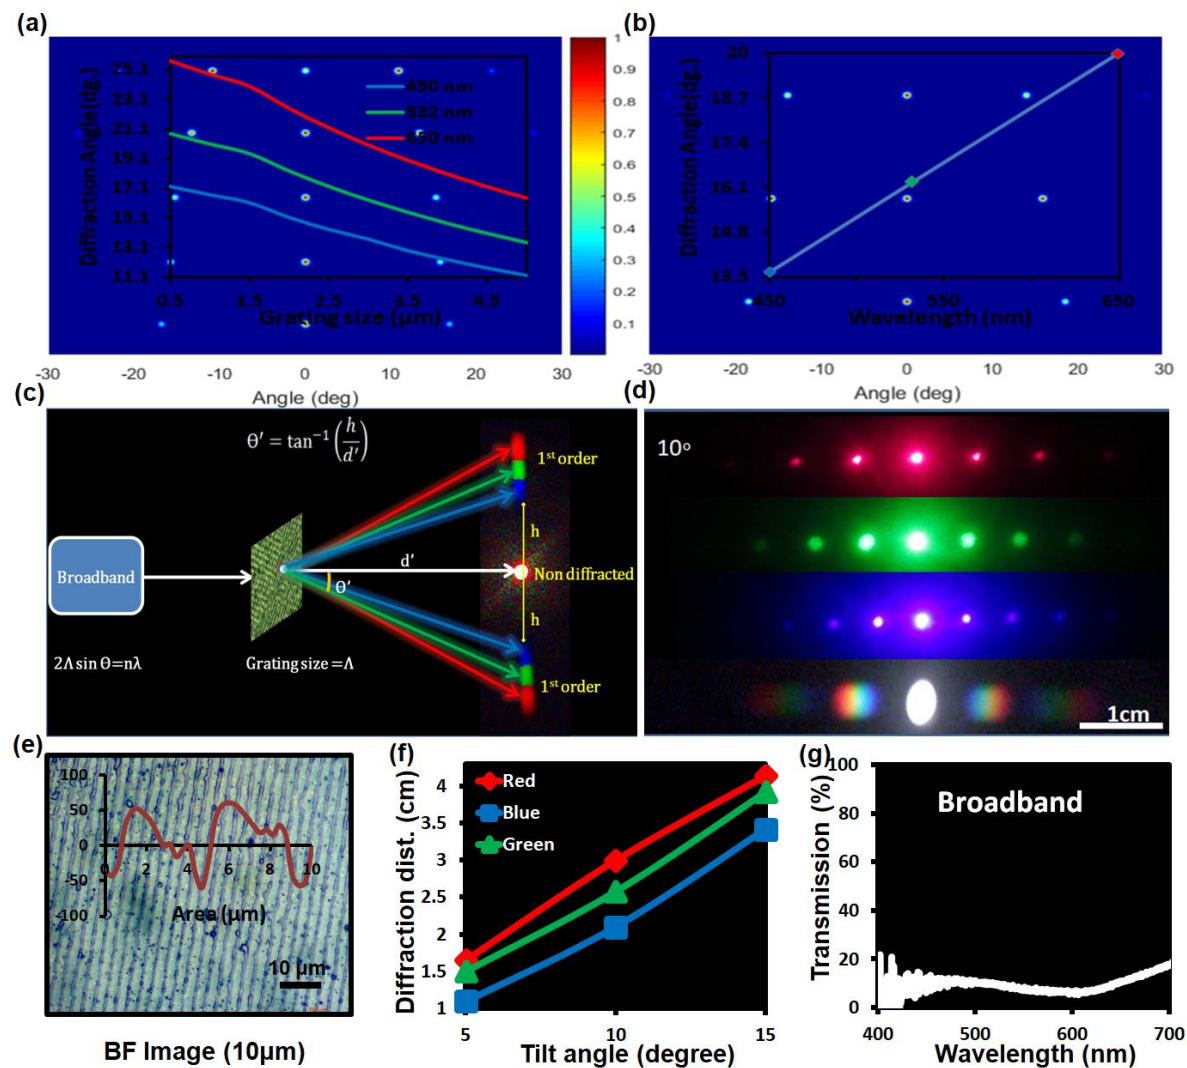 (a)
25.1
23.1
21.1
19.1
17.1
15.1
13.1
11.1
Diffraction Angle(dg.)
450 nm
532 nm
650 nm
0.5 1.5 2.5 3.5 4.5
Grating size (µm)
-30 -20 -10 0 10 20 30
Angle (deg)
1
0.9
0.8
0.7
0.6
0.5
0.4
0.3
0.2
0.1
(b)
20
18.7
17.4
16.1
14.8
13.5
Diffraction Angle(dg.)
450 550 650
Wavelength (nm)
-30 -20 -10 0 10 20 30
Angle (deg)
(c)
Θ′ = tan⁻¹ (h/d′)
1st order
h
Broadband
d'
Non diffracted
Θ'
h
2Λ sin Θ=nλ
Grating size =Λ
1st order
(d)
10°
1cm
(e)
100
50
0
-50
-100
0 2 4 6 8 10
Area (µm)
10 µm
BF Image (10µm)
(f)
4
3.5
3
2.5
2
1.5
1
Diffraction dist. (cm)
Red
Blue
Green
5 10 15
Tilt angle (degree)
(g)
100
80
60
40
20
0
Transmission (%)
Broadband
400 500 600 700
Wavelength (nm)